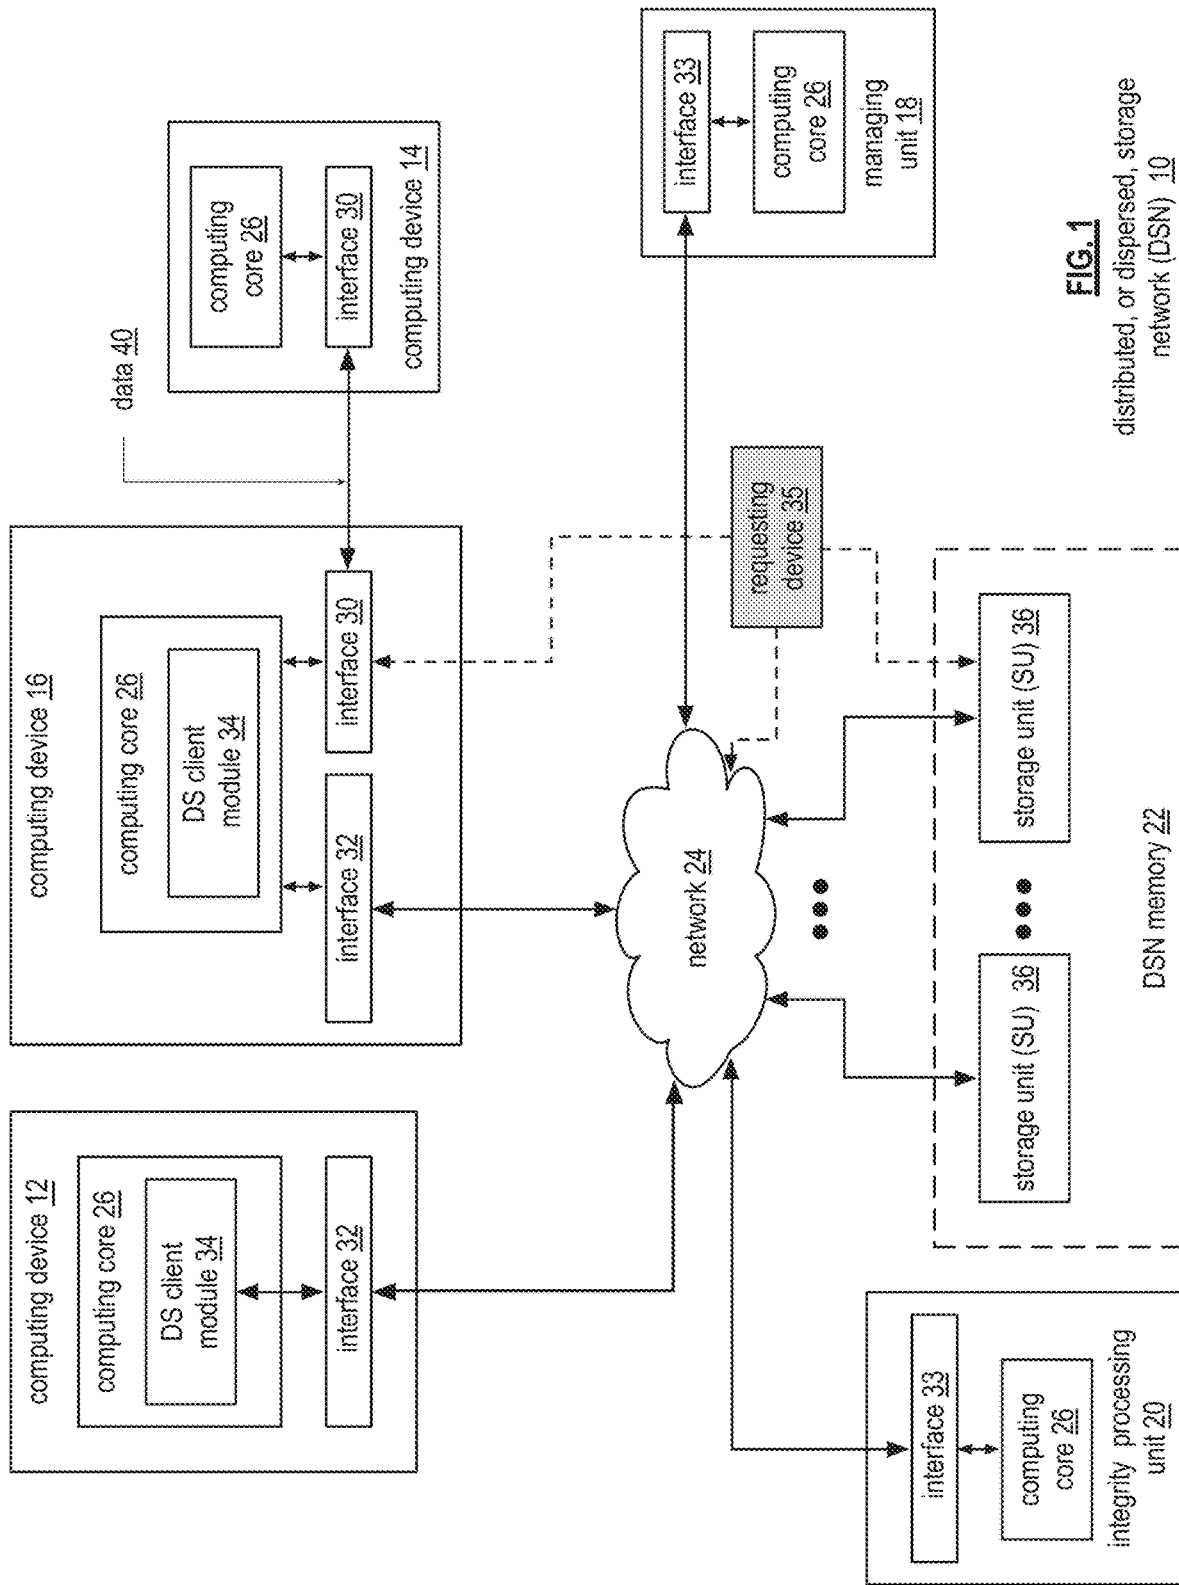 computing device 12
computing core 26
DS client
module 34
interface 32
computing device 16
computing core 26
DS client
module 34
interface 32
interface 30
data 40
computing
core 26
interface 30
computing device 14
network 24
requesting
device 35
interface 33
computing
core 26
managing
unit 18
interface 33
computing
core 26
integrity processing
unit 20
storage unit (SU) 36
storage unit (SU) 36
DSN memory 22
FIG. 1
distributed, or dispersed, storage
network (DSN) 10